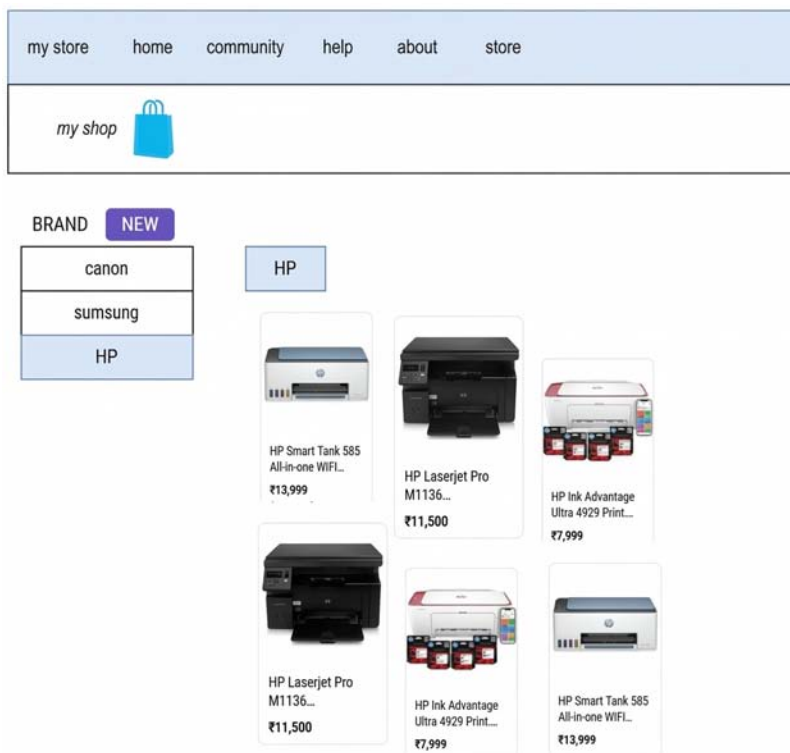 my store home community help about store
my shop
BRAND NEW
canon
sumsung
HP
HP
HP Smart Tank 585
All-in-one WIFI...
₹13,999
HP Laserjet Pro
M1136...
₹11,500
HP Ink Advantage
Ultra 4929 Print....
₹7,999
HP Laserjet Pro
M1136...
₹11,500
HP Ink Advantage
Ultra 4929 Print....
₹7,999
HP Smart Tank 585
All-in-one WIFI...
₹13,999